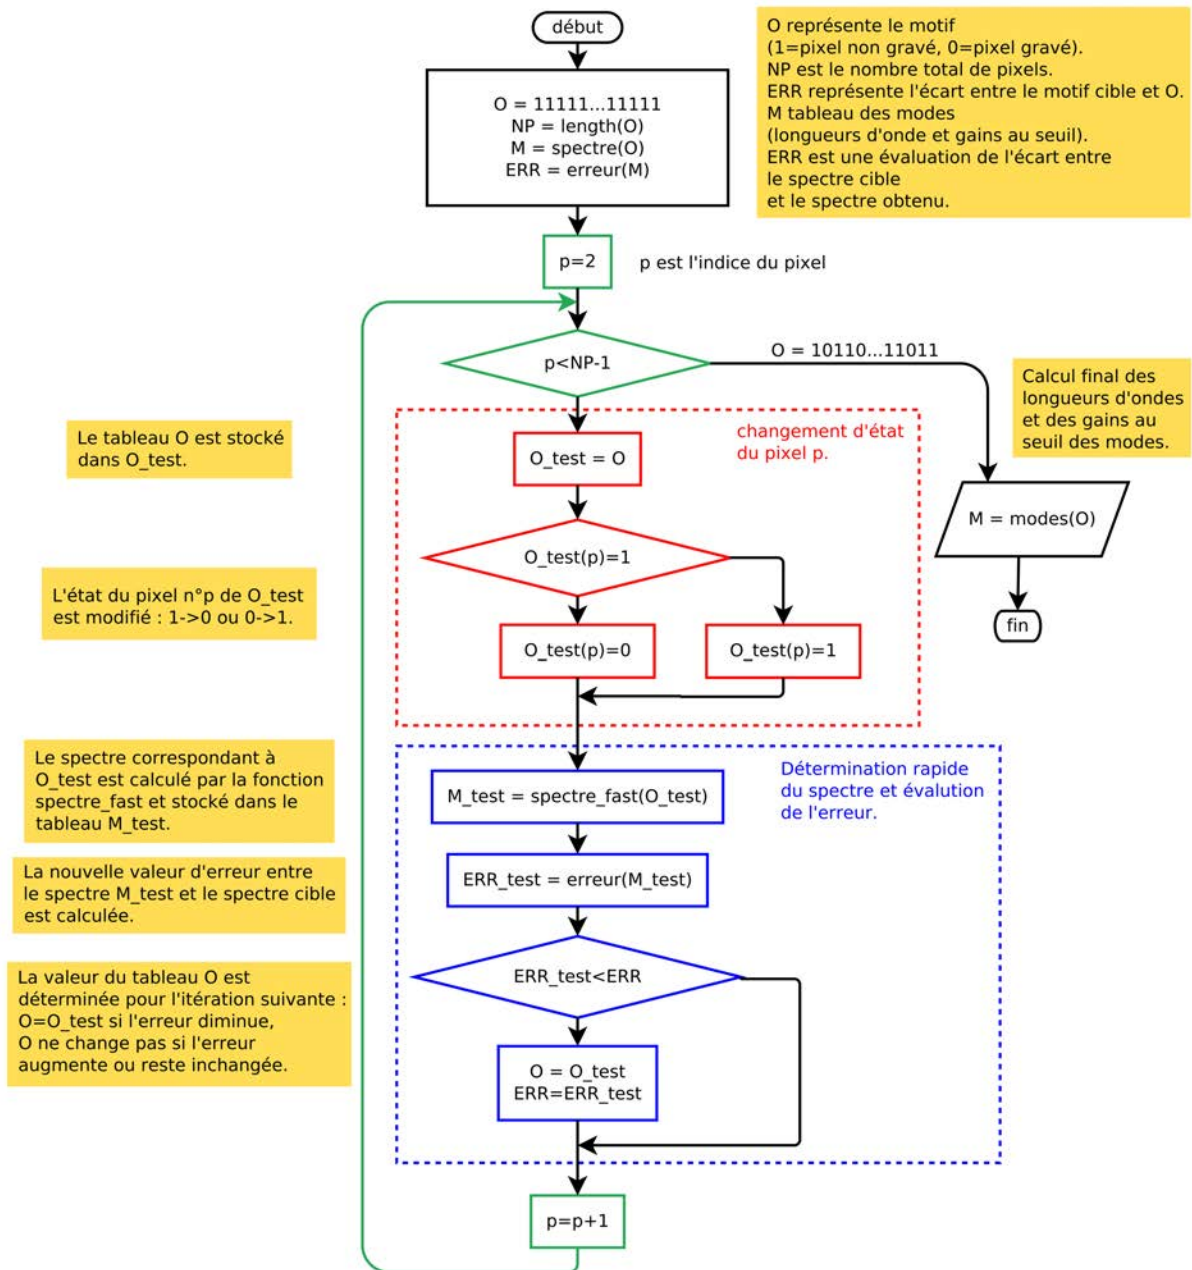 début
O représente le motif
(1=pixel non gravé, 0=pixel gravé).
NP est le nombre total de pixels.
ERR représente l'écart entre le motif cible et O.
M tableau des modes
(longueurs d'onde et gains au seuil).
ERR est une évaluation de l'écart entre
le spectre cible
et le spectre obtenu.
O = 11111...11111
NP = length(O)
M = spectre(O)
ERR = erreur(M)
p=2
p est l'indice du pixel
p<NP-1
O = 10110...11011
Calcul final des
longueurs d'ondes
et des gains au
seuil des modes.
Le tableau O est stocké
dans O_test.
changement d'état
du pixel p.
O_test = O
M = modes(O)
O_test(p)=1
L'état du pixel n°p de O_test
est modifié : 1->0 ou 0->1.
O_test(p)=0
O_test(p)=1
fin
Le spectre correspondant à
O_test est calculé par la fonction
spectre_fast et stocké dans le
tableau M_test.
Détermination rapide
du spectre et évalution
de l'erreur.
M_test = spectre_fast(O_test)
La nouvelle valeur d'erreur entre
le spectre M_test et le spectre cible
est calculée.
ERR_test = erreur(M_test)
La valeur du tableau O est
déterminée pour l'itération suivante :
O=O_test si l'erreur diminue,
O ne change pas si l'erreur
augmente ou reste inchangée.
ERR_test<ERR
O = O_test
ERR=ERR_test
p=p+1